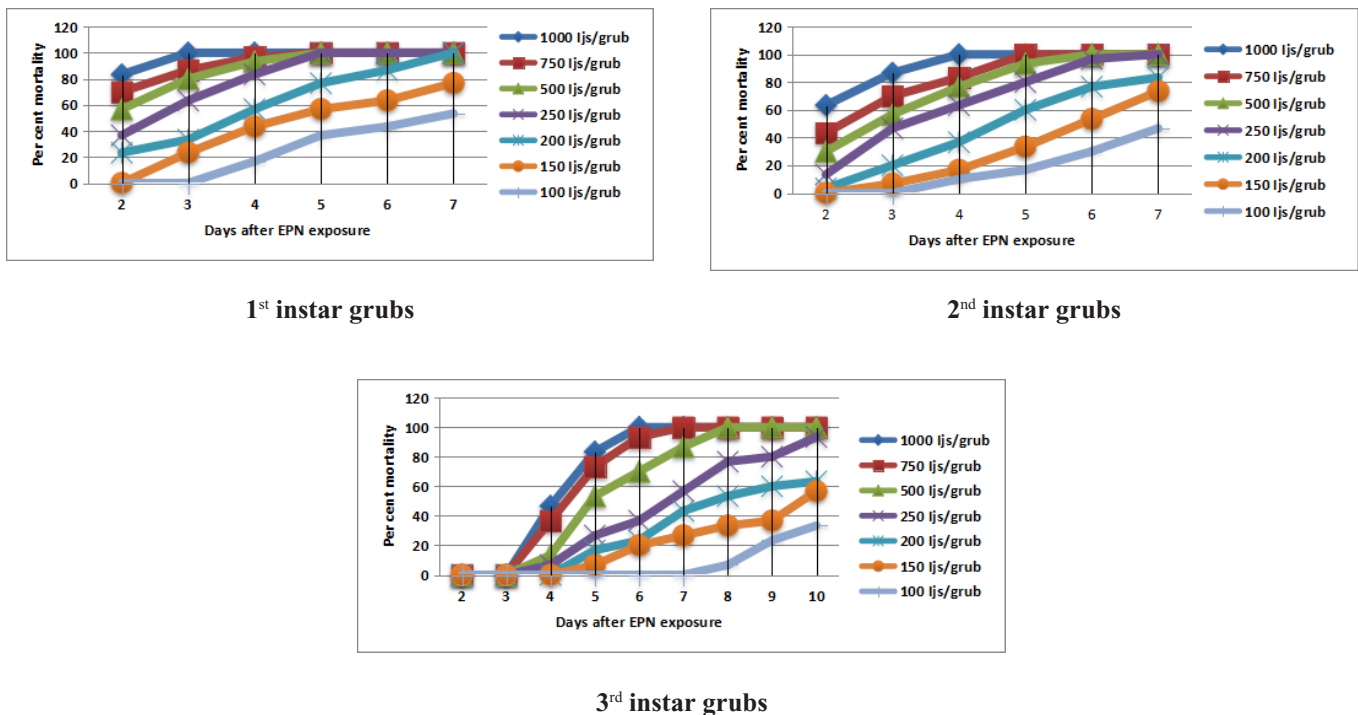 120
100
80
60
40
20
0
Per cent mortality
2 3 4 5 6 7
Days after EPN exposure
1000 Ijs/grub
750 Ijs/grub
500 Ijs/grub
250 Ijs/grub
200 Ijs/grub
150 Ijs/grub
100 Ijs/grub
1st instar grubs
120
100
80
60
40
20
0
Per cent mortality
2 3 4 5 6 7
Days after EPN exposure
1000 Ijs/grub
750 Ijs/grub
500 Ijs/grub
250 Ijs/grub
200 Ijs/grub
150 Ijs/grub
100 Ijs/grub
2nd instar grubs
120
100
80
60
40
20
0
Per cent mortality
2 3 4 5 6 7 8 9 10
Days after EPN exposure
1000 Ijs/grub
750 Ijs/grub
500 Ijs/grub
250 Ijs/grub
200 Ijs/grub
150 Ijs/grub
100 Ijs/grub
3rd instar grubs